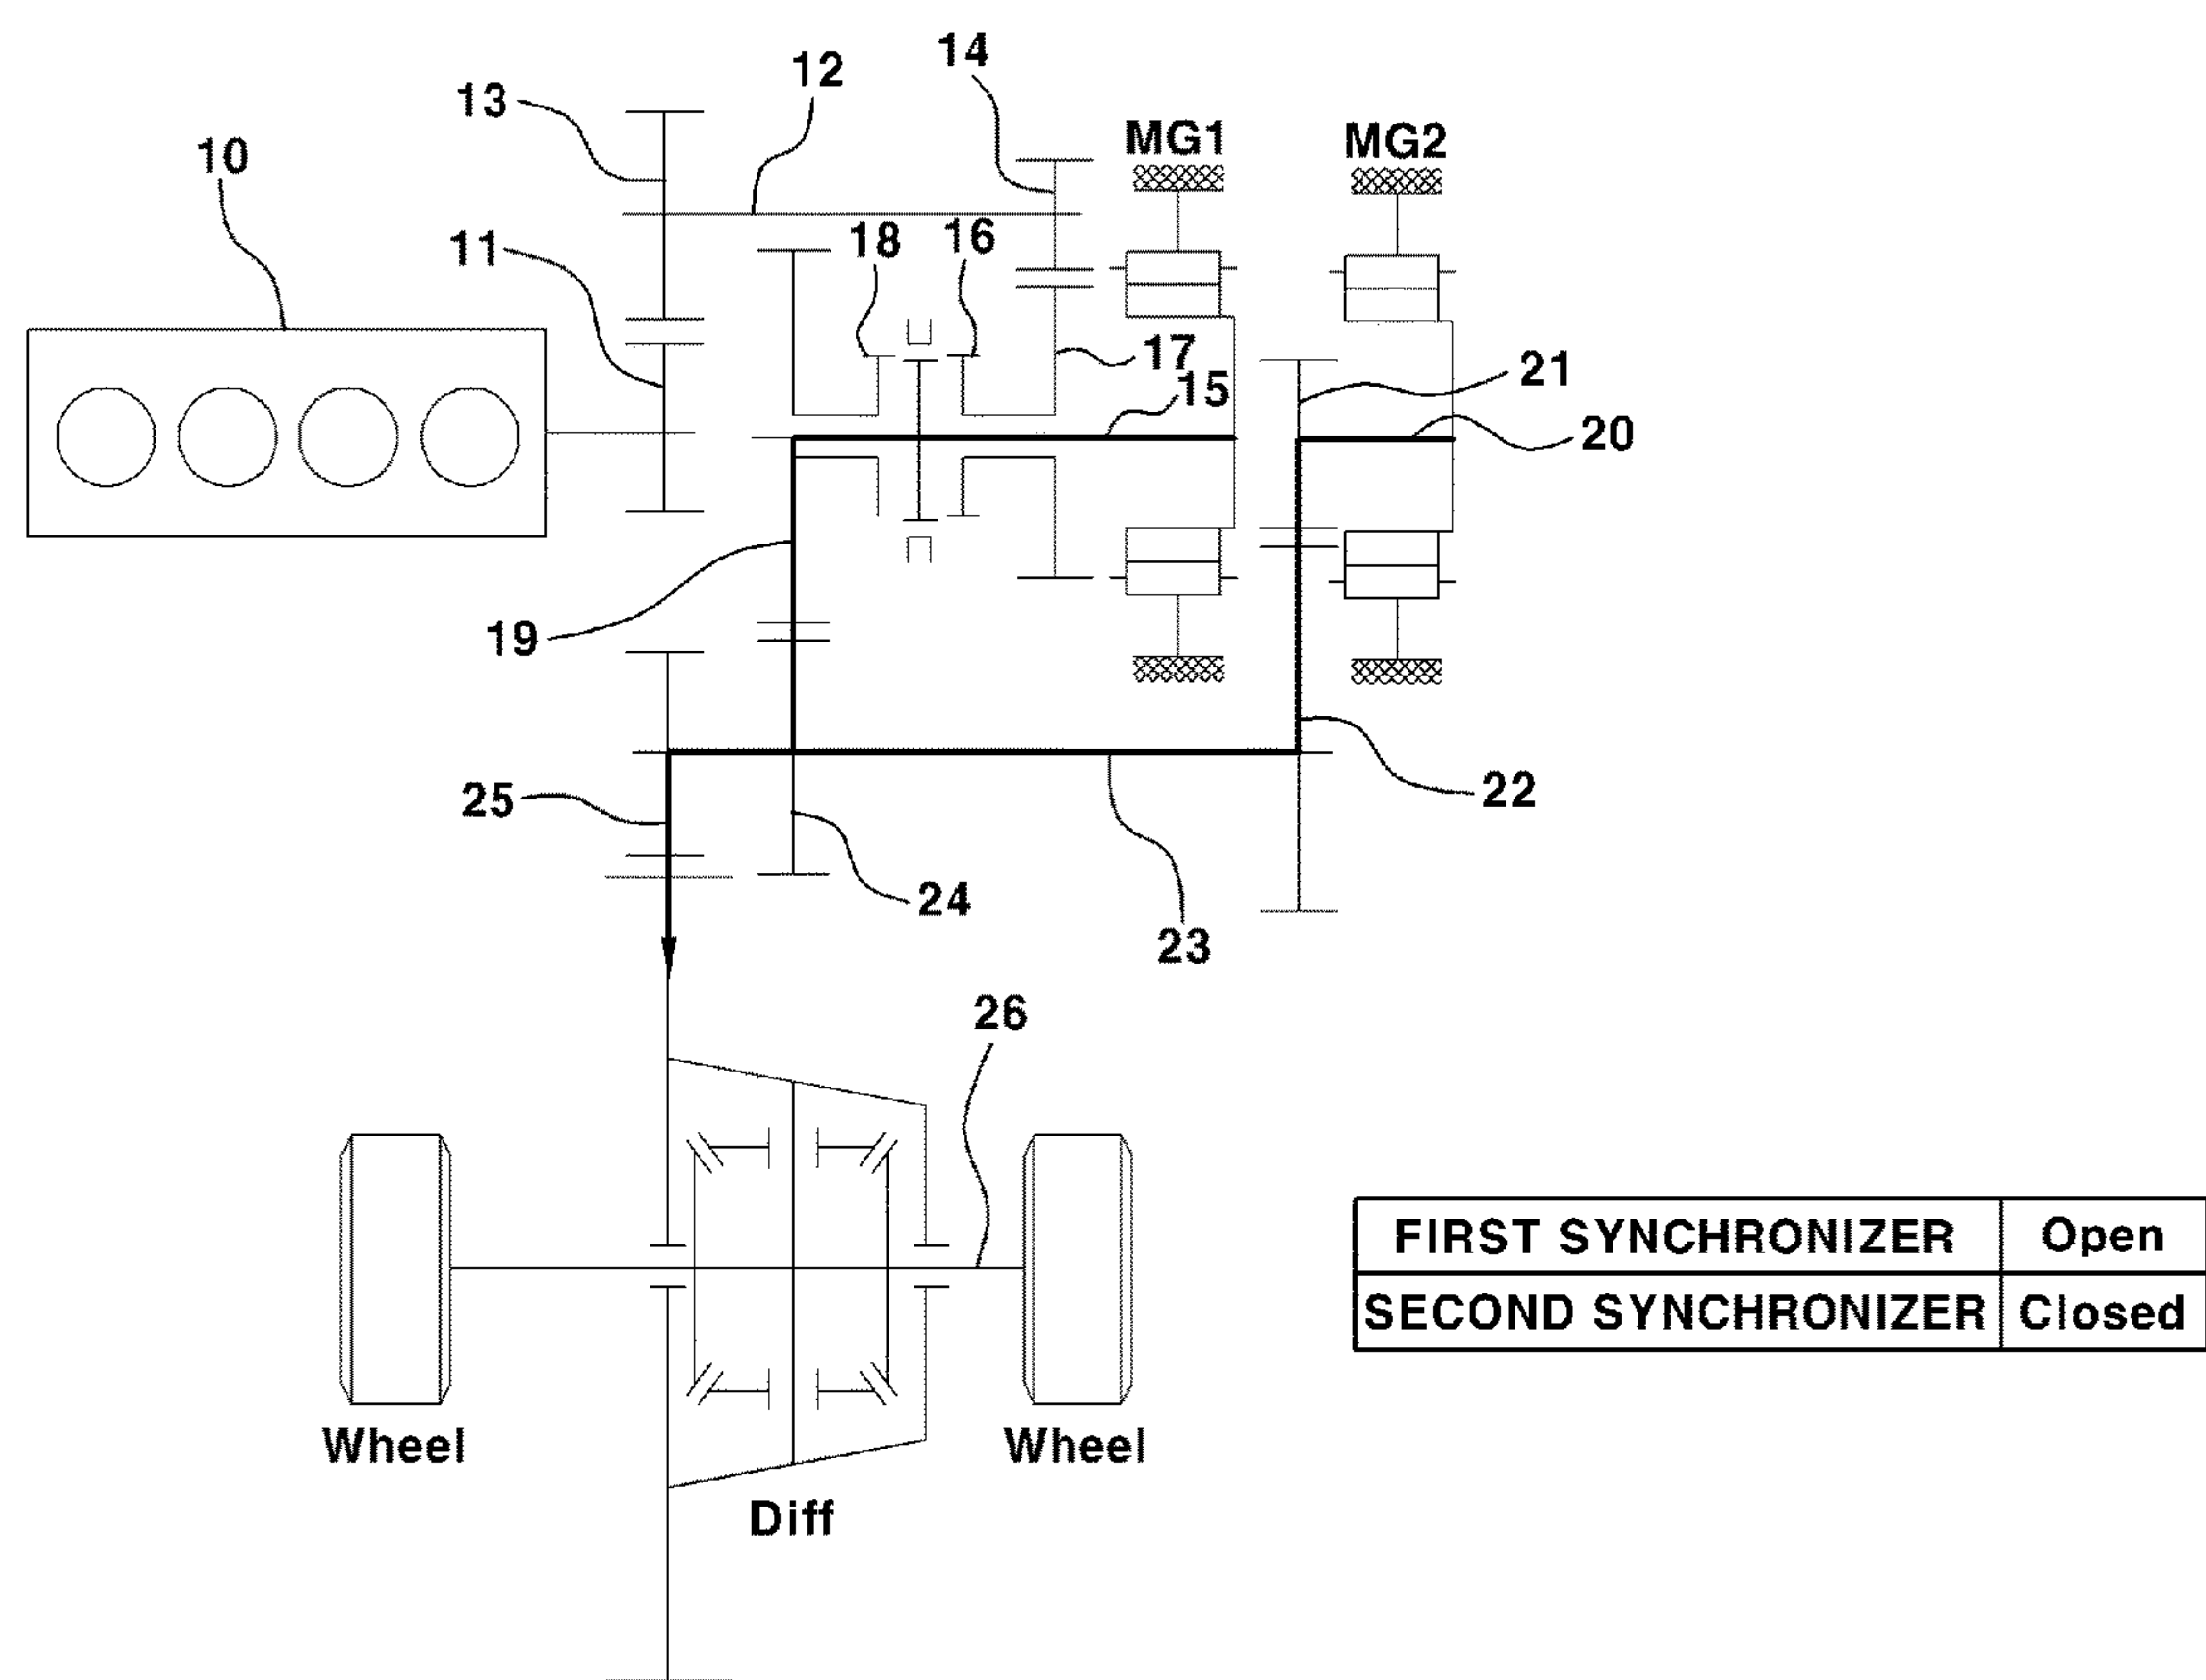 14
12
13
MG1
MG2
10
11
18
16
17
15
21
20
19
25
22
24
23
26
FIRST SYNCHRONIZER Open
SECOND SYNCHRONIZER Closed
Wheel
Wheel
Diff